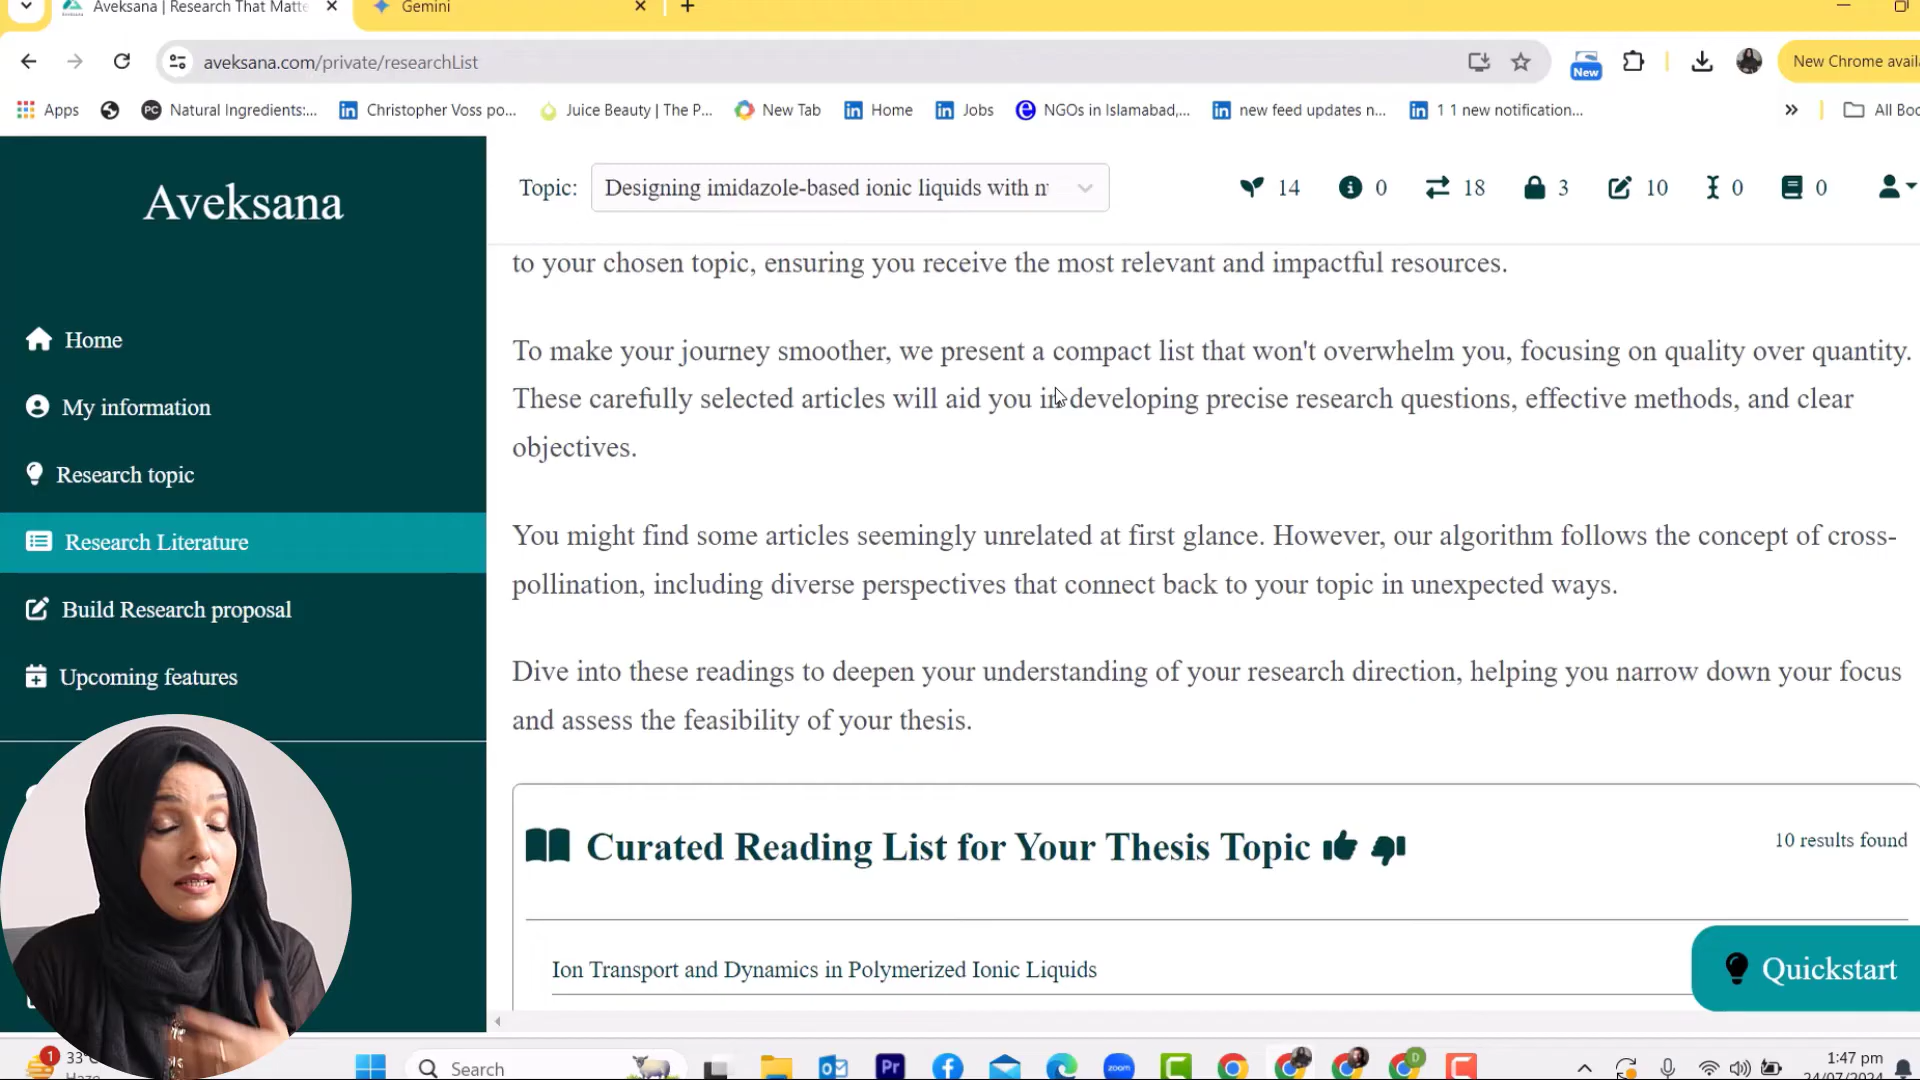 Aveksana | Research That Matte
Gemini
aveksana.com/private/researchList
New
New Chrome avail
Apps
PC
Natural Ingredients:...
Christopher Voss po...
Juice Beauty | The P...
New Tab
Home
Jobs
NGOs in Islamabad,...
new feed updates n...
1 1 new notification...
All Boo
Aveksana
Topic:
Designing imidazole-based ionic liquids with
14
0
18
3
10
0
0
Home
My information
Research topic
Research Literature
Build Research proposal
Upcoming features
to your chosen topic, ensuring you receive the most relevant and impactful resources.
To make your journey smoother, we present a compact list that won't overwhelm you, focusing on quality over quantity.
These carefully selected articles will aid you in developing precise research questions, effective methods, and clear
objectives.
You might find some articles seemingly unrelated at first glance. However, our algorithm follows the concept of cross-
pollination, including diverse perspectives that connect back to your topic in unexpected ways.
Dive into these readings to deepen your understanding of your research direction, helping you narrow down your focus
and assess the feasibility of your thesis.
Curated Reading List for Your Thesis Topic
10 results found
Ion Transport and Dynamics in Polymerized Ionic Liquids
Quickstart
1
33°
Haze
Search
Pr
zoom
D
1:47 pm
24/07/2024